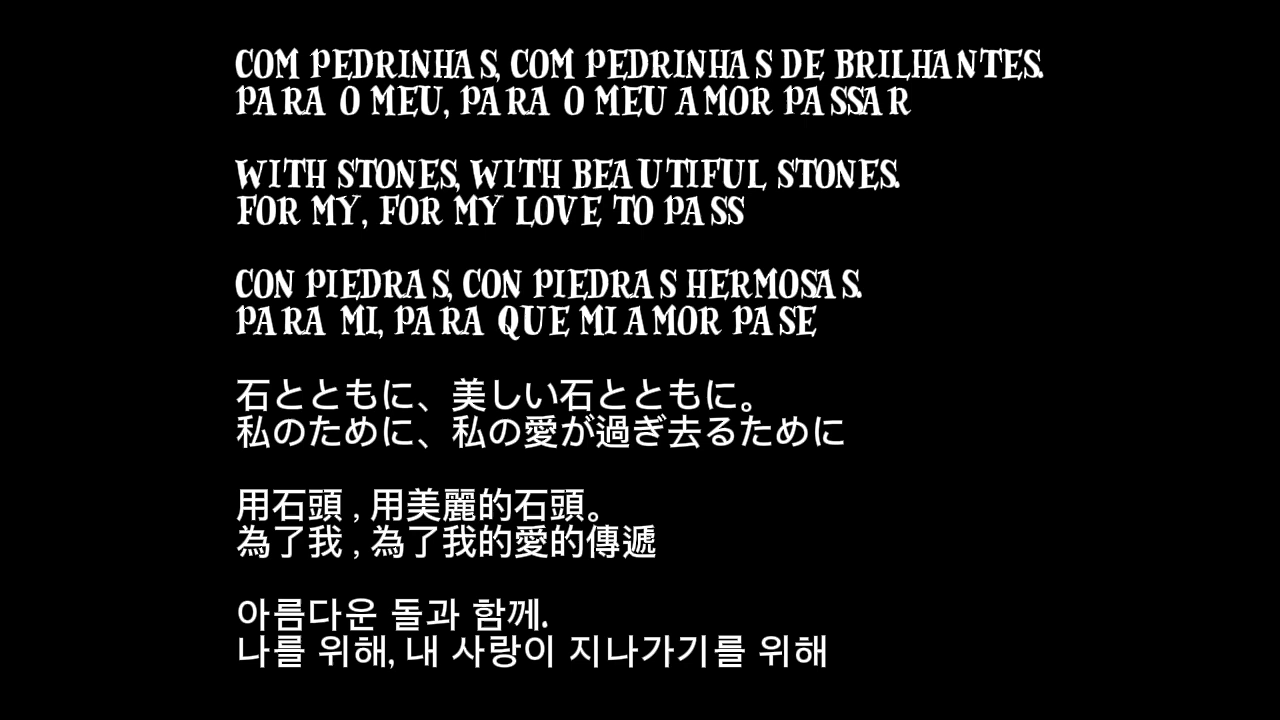 COM PEDRINHAS, COM PEDRINHAS DE BRILHANTES.
PARA O MEU, PARA O MEU AMOR PASSAR
WITH STONES, WITH BEAUTIFUL STONES.
FOR MY, FOR MY LOVE TO PASS
CON PIEDRAS, CON PIEDRAS HERMOSAS.
PARA MI, PARA QUE MI AMOR PASE
石とともに、美しい石とともに。
私のために、私の愛が過ぎ去るために
用石頭 , 用美麗的石頭。
為了我 , 為了我的愛的傳遞
아름다운 돌과 함께.
나를 위해, 내 사랑이 지나가기를 위해